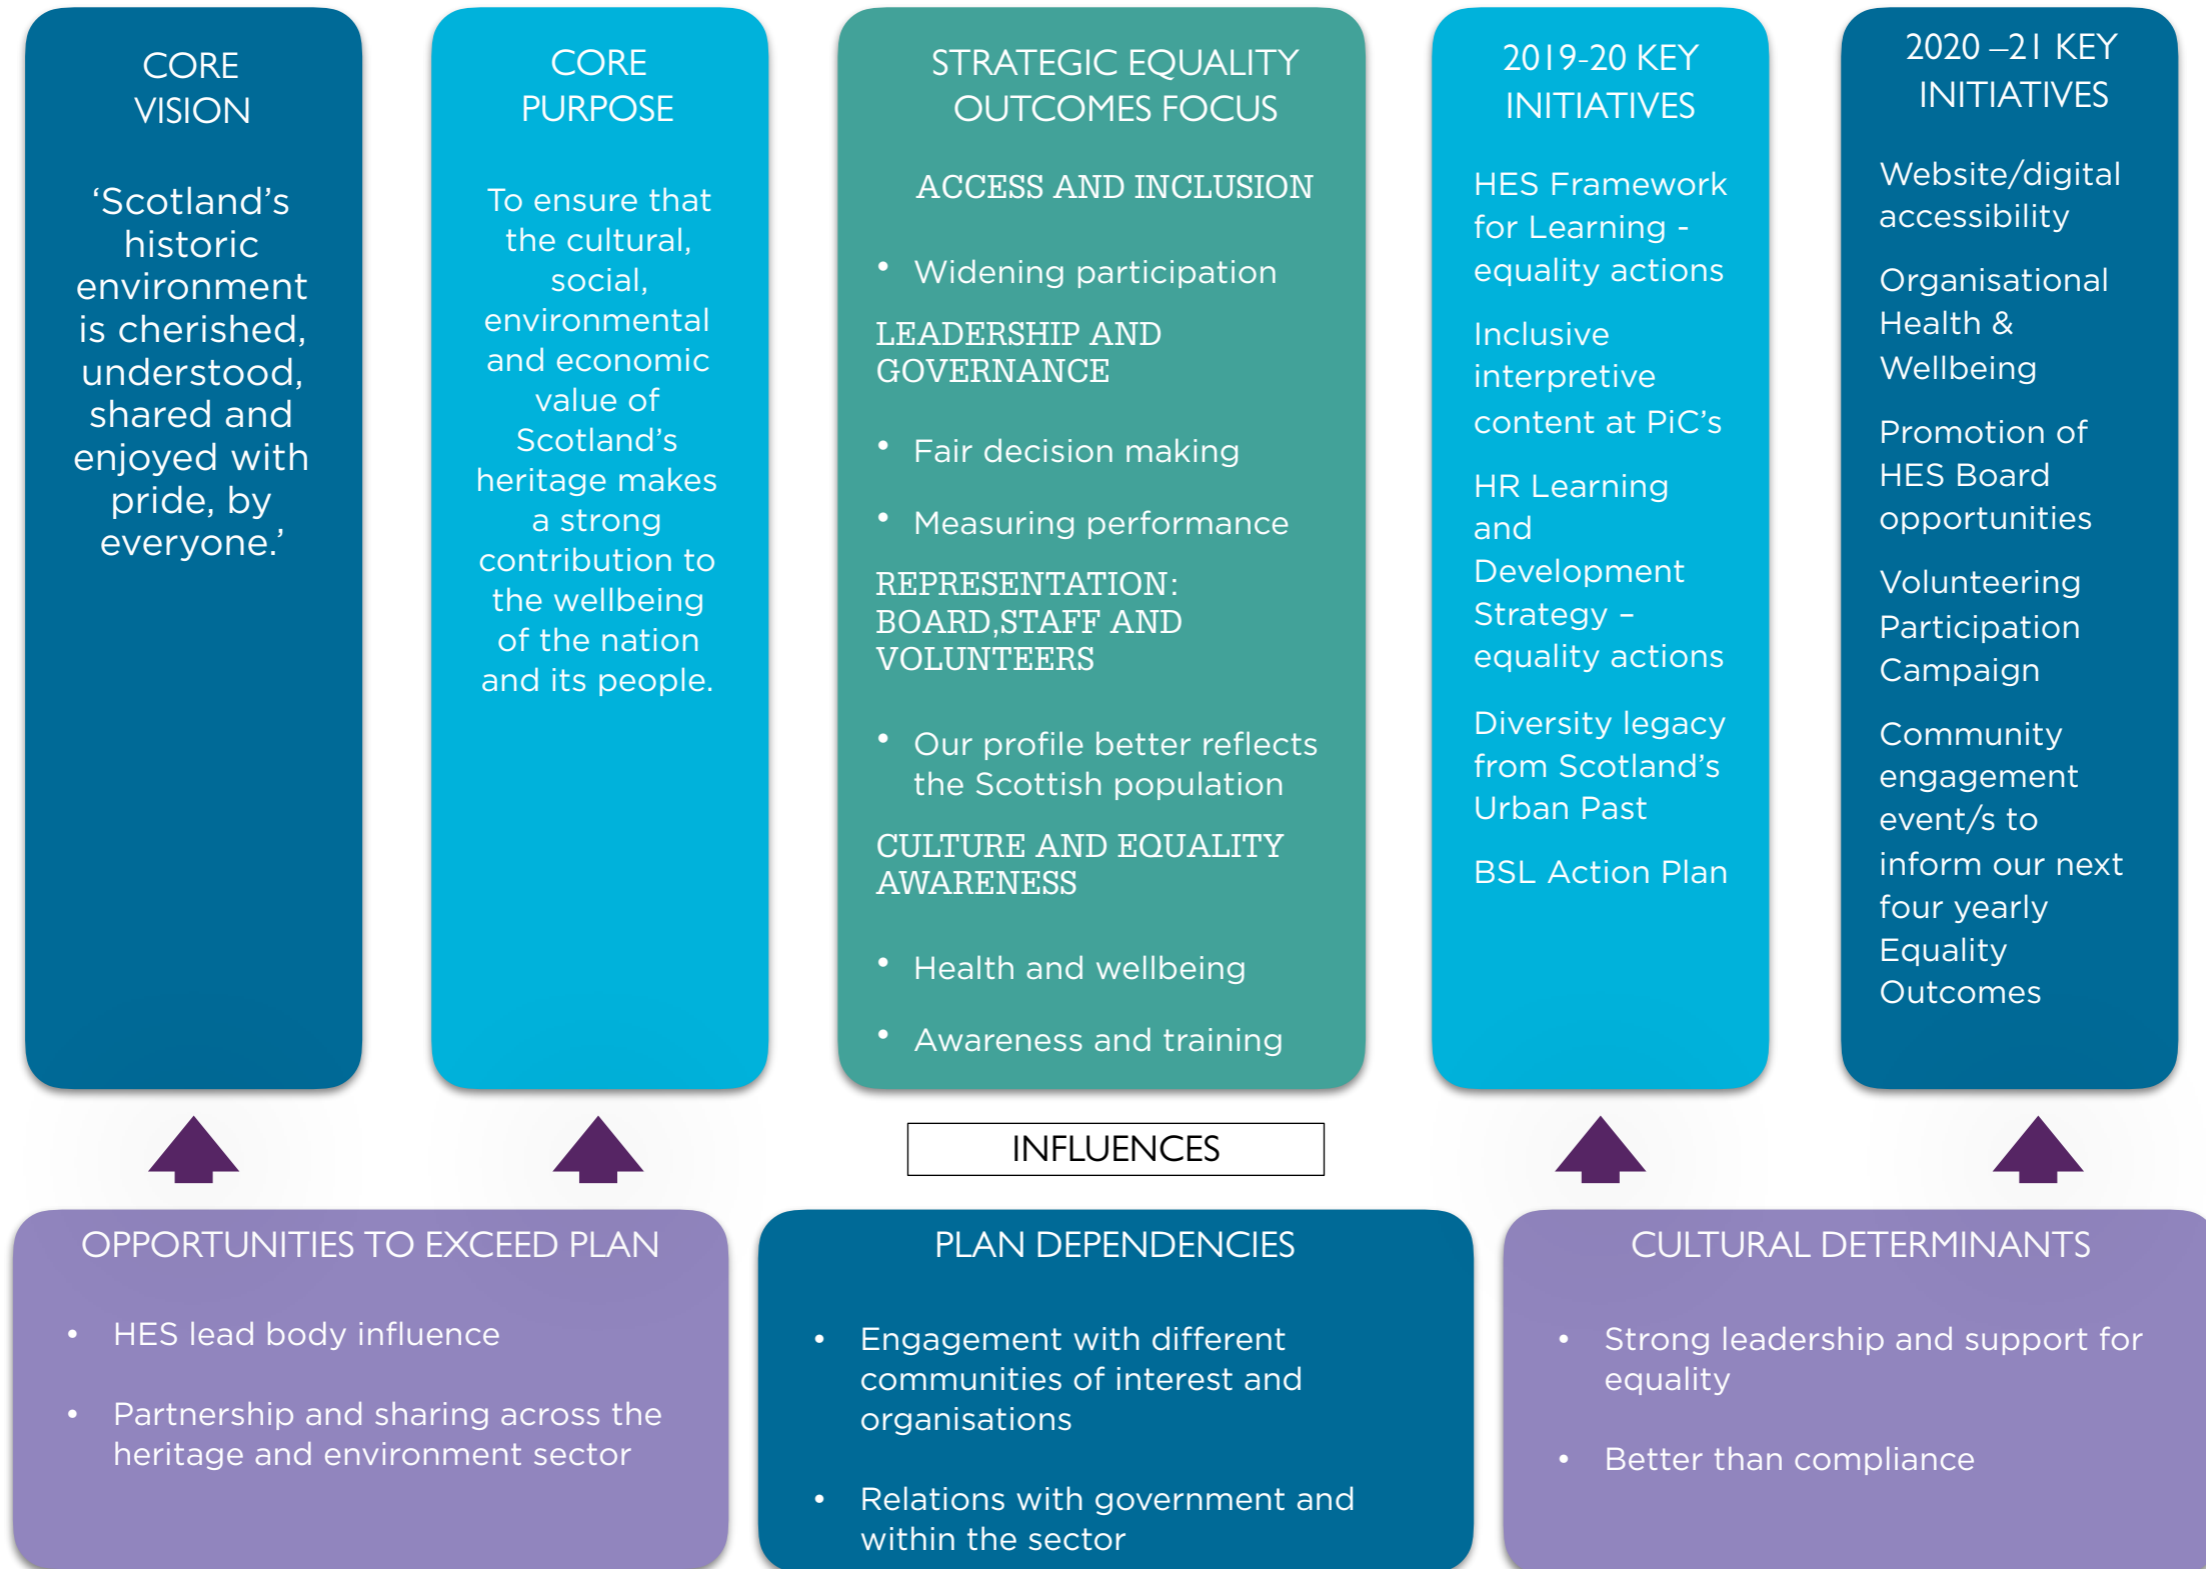 CORE
VISION
‘Scotland’s
historic
environment
is cherished,
understood,
shared and
enjoyed with
pride, by
everyone.’
CORE
PURPOSE
To ensure that
the cultural,
social,
environmental
and economic
value of
Scotland’s
heritage makes
a strong
contribution to
the wellbeing
of the nation
and its people.
STRATEGIC EQUALITY
OUTCOMES FOCUS
ACCESS AND INCLUSION
• Widening participation
LEADERSHIP AND
GOVERNANCE
• Fair decision making
• Measuring performance
REPRESENTATION:
BOARD,STAFF AND
VOLUNTEERS
• Our profile better reflects
the Scottish population
CULTURE AND EQUALITY
AWARENESS
• Health and wellbeing
• Awareness and training
2019-20 KEY
INITIATIVES
HES Framework
for Learning -
equality actions
Inclusive
interpretive
content at PiC’s
HR Learning
and
Development
Strategy –
equality actions
Diversity legacy
from Scotland’s
Urban Past
BSL Action Plan
2020 –21 KEY
INITIATIVES
Website/digital
accessibility
Organisational
Health &
Wellbeing
Promotion of
HES Board
opportunities
Volunteering
Participation
Campaign
Community
engagement
event/s to
inform our next
four yearly
Equality
Outcomes
INFLUENCES
OPPORTUNITIES TO EXCEED PLAN
• HES lead body influence
• Partnership and sharing across the
heritage and environment sector
PLAN DEPENDENCIES
• Engagement with different
communities of interest and
organisations
• Relations with government and
within the sector
CULTURAL DETERMINANTS
• Strong leadership and support for
equality
• Better than compliance